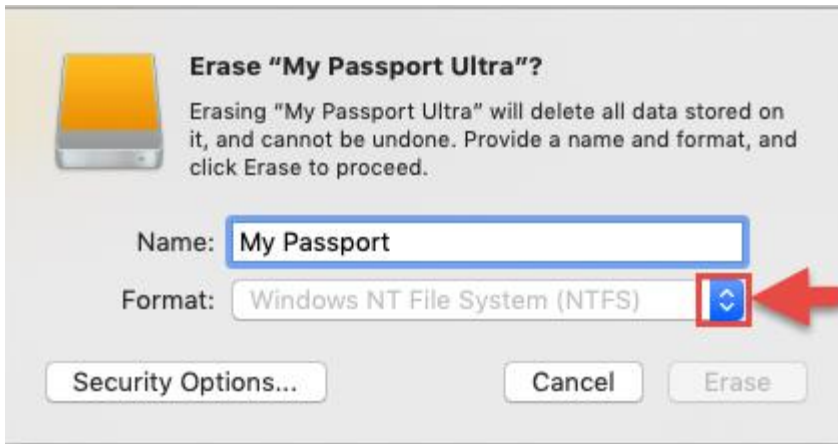 Erase “My Passport Ultra”?
Erasing “My Passport Ultra” will delete all data stored on
it, and cannot be undone. Provide a name and format, and
click Erase to proceed.
Name: My Passport
Format: Windows NT File System (NTFS)
Security Options... Cancel Erase